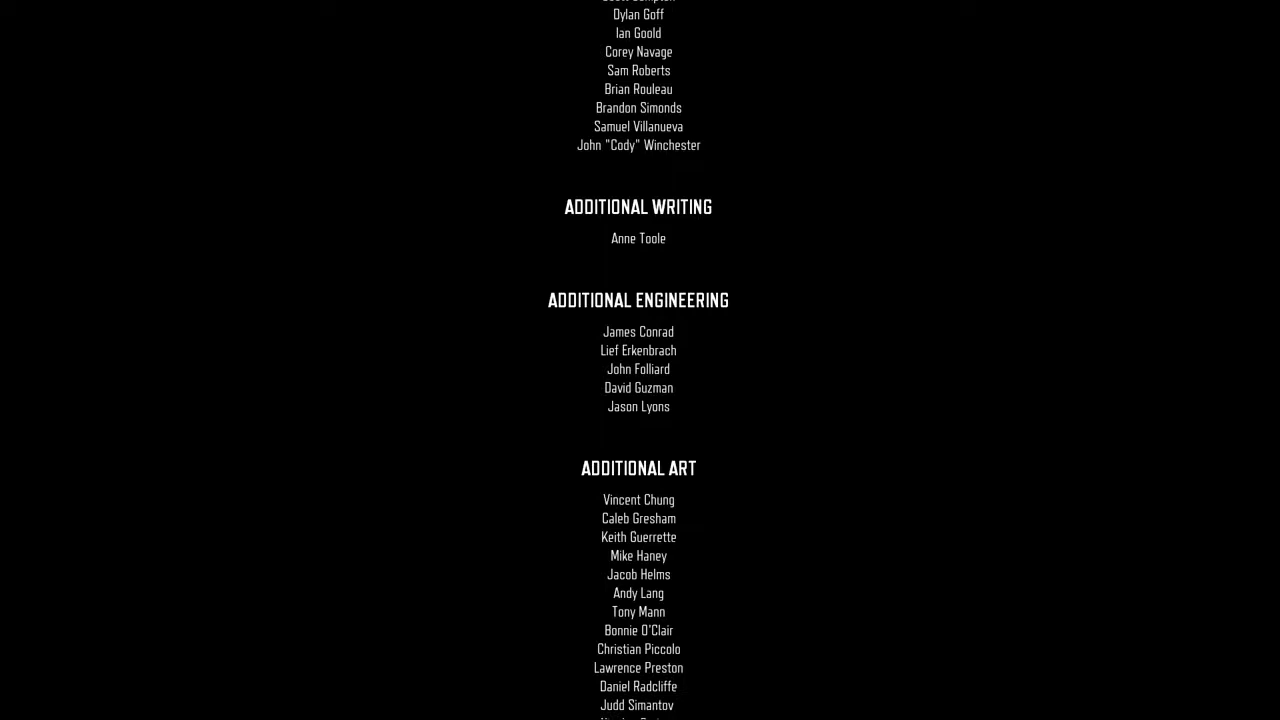 Dylan Goff
Ian Goold
Corey Navage
Sam Roberts
Brian Rouleau
Brandon Simonds
Samuel Villanueva
John "Cody" Winchester
ADDITIONAL WRITING
Anne Toole
ADDITIONAL ENGINEERING
James Conrad
Lief Erkenbrach
John Folliard
David Guzman
Jason Lyons
ADDITIONAL ART
Vincent Chung
Caleb Gresham
Keith Guerrette
Mike Haney
Jacob Helms
Andy Lang
Tony Mann
Bonnie O'Clair
Christian Piccolo
Lawrence Preston
Daniel Radcliffe
Judd Simantov